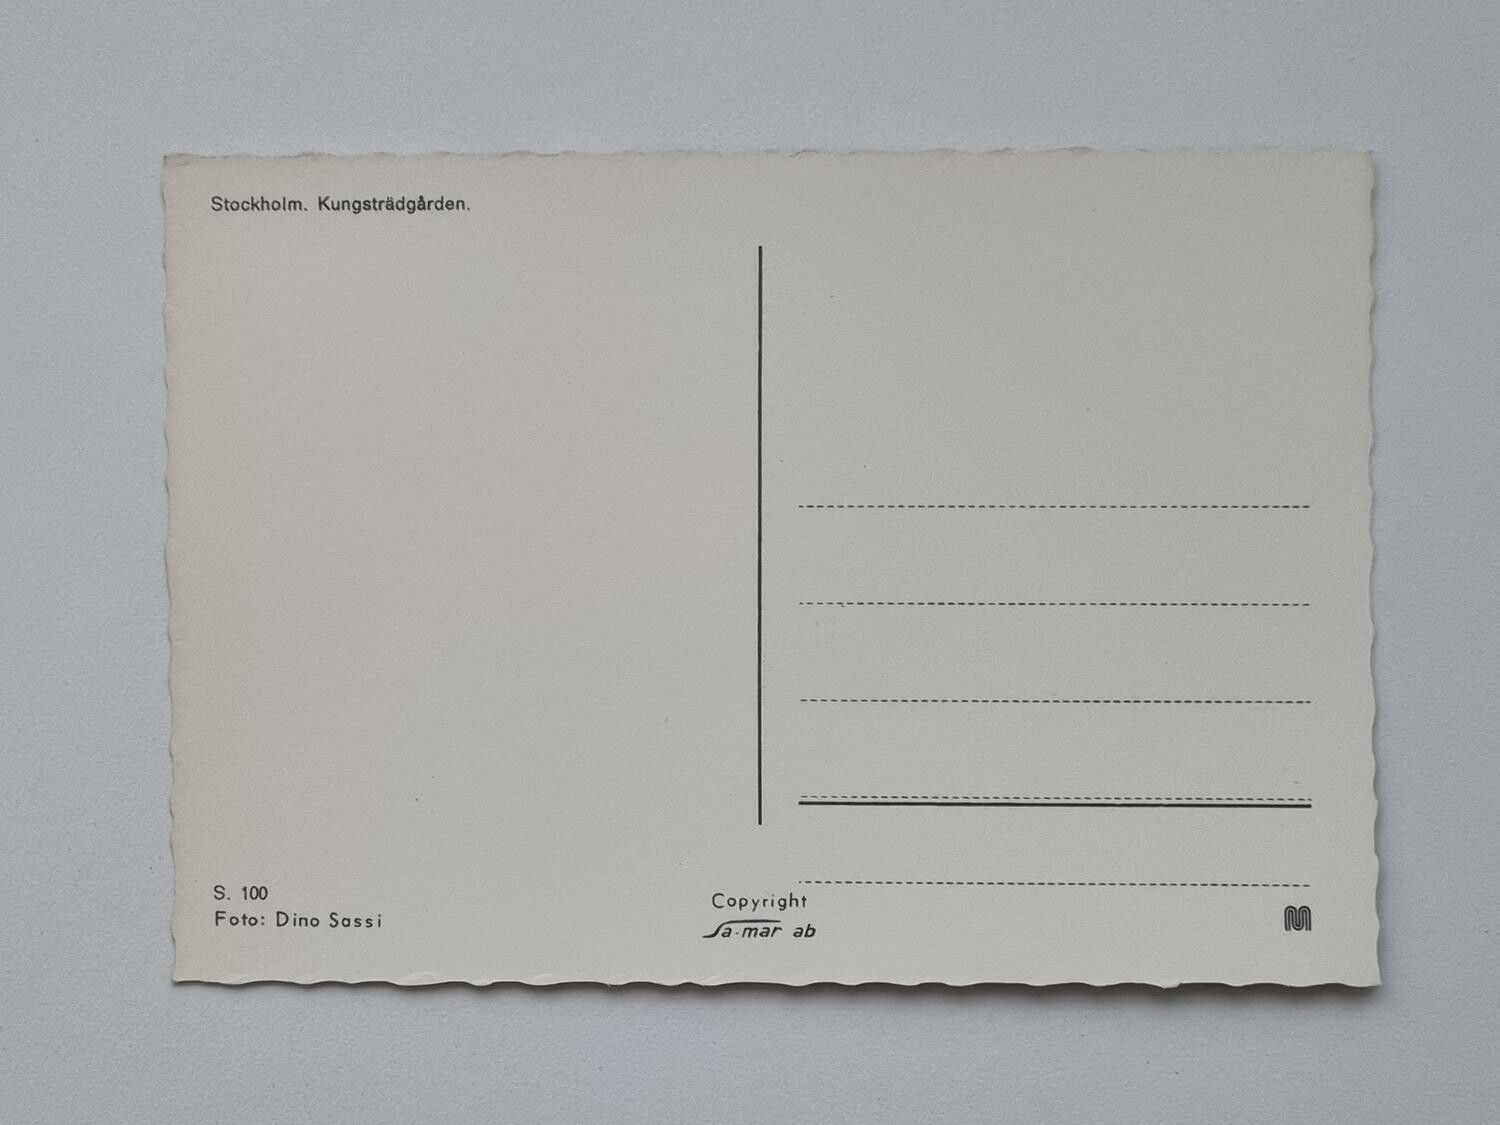 Stockholm. Kungsträdgården.
S. 100
Foto: Dino Sassi
Copyright
Sa-mar ab
M